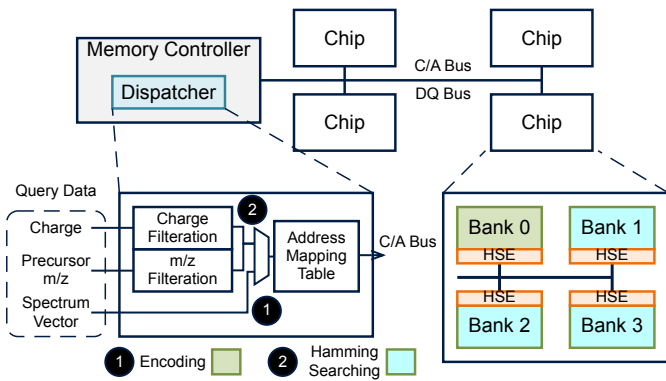 Memory Controller
Dispatcher
Chip
Chip
C/A Bus
DQ Bus
Chip
Chip
Query Data
Charge
Precursor
m/z
Spectrum
Vector
Charge
Filteration
m/z
Filteration
2
1
Address
Mapping
Table
C/A Bus
Bank 0
HSE
Bank 1
HSE
HSE
Bank 2
HSE
Bank 3
1 Encoding
2 Hamming
Searching